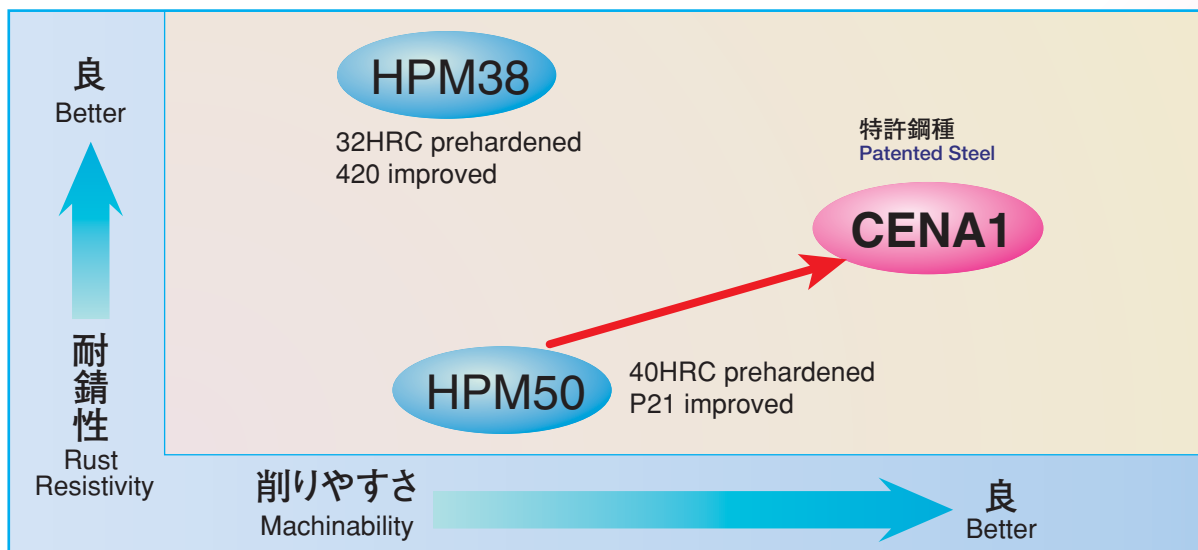 良
Better
耐錆性
Rust
Resistivity
HPM38
32HRC prehardened
420 improved
特許鋼種
Patented Steel
CENA1
HPM50
40HRC prehardened
P21 improved
削りやすさ
Machinability
良
Better